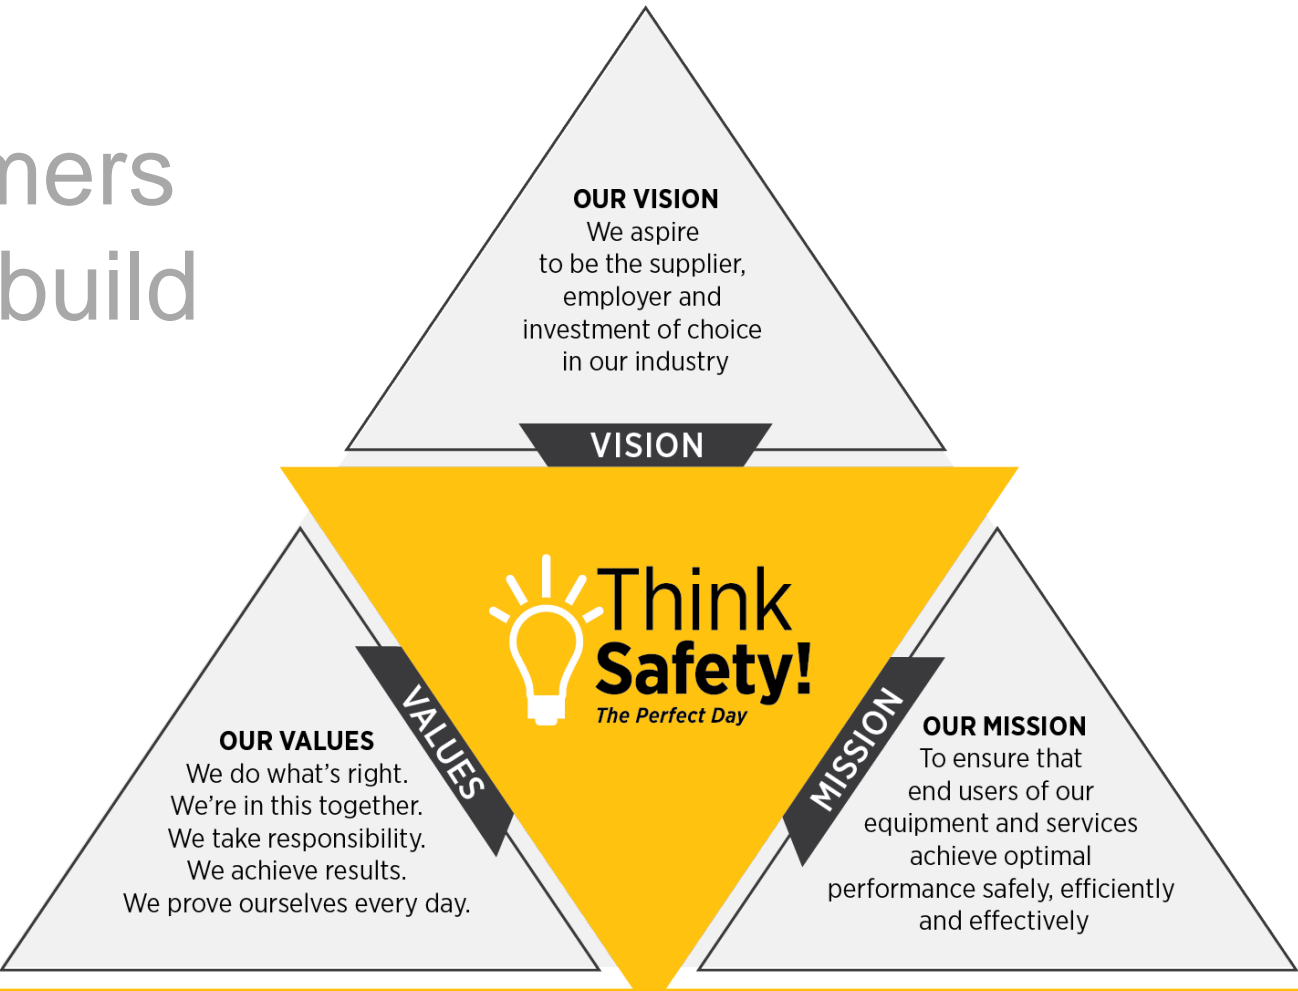 build
OUR VISION
We aspire
to be the supplier,
employer and
investment of choice
in our industry
VISION
Think
Safety!
The Perfect Day
VALUES
OUR VALUES
We do what's right.
We're in this together.
We take responsibility.
We achieve results.
We prove ourselves every day.
MISSION
OUR MISSION
To ensure that
end users of our
equipment and services
achieve optimal
performance safely, efficiently
and effectively